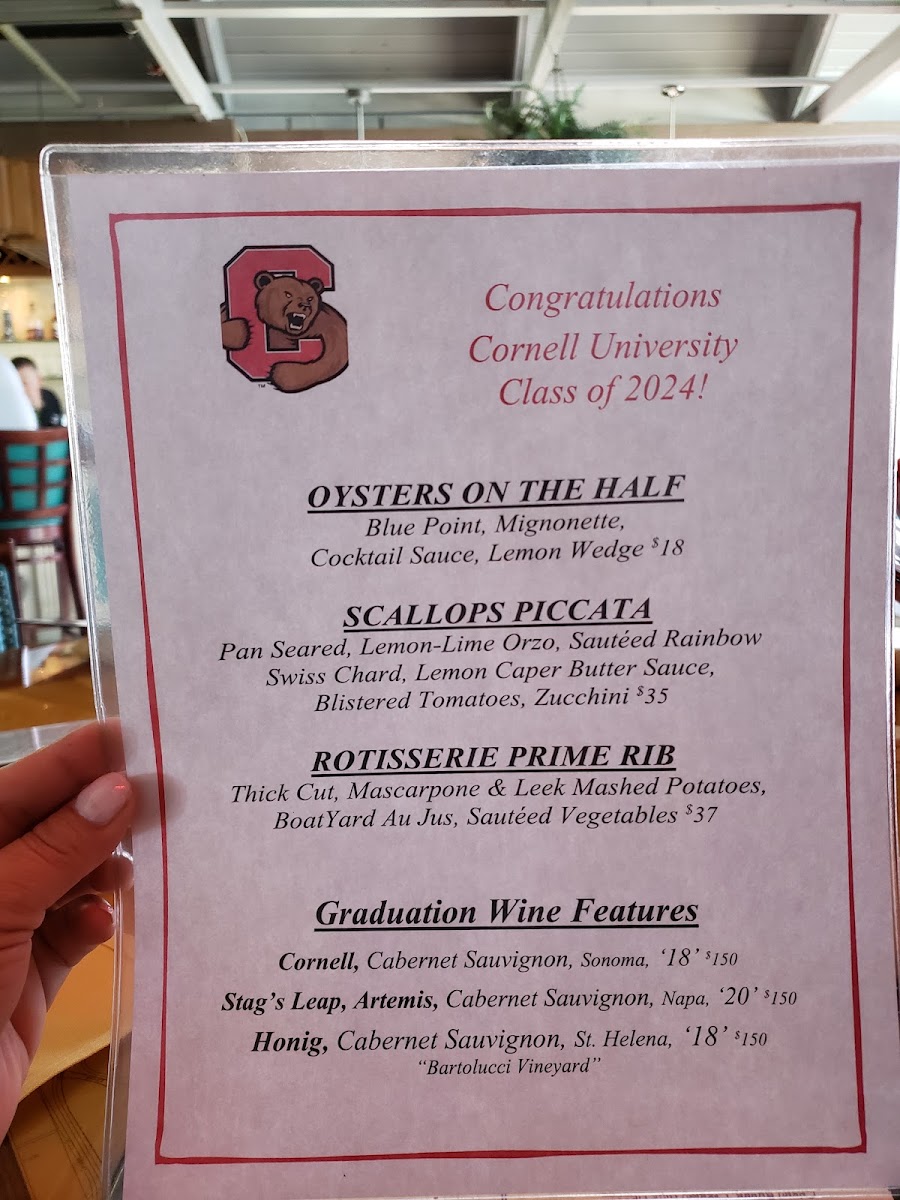 Congratulations
Cornell University
Class of 2024!
C
™
OYSTERS ON THE HALF
Blue Point, Mignonette,
Cocktail Sauce, Lemon Wedge $18
SCALLOPS PICCATA
Pan Seared, Lemon-Lime Orzo, Sautéed Rainbow
Swiss Chard, Lemon Caper Butter Sauce,
Blistered Tomatoes, Zucchini $35
ROTISSERIE PRIME RIB
Thick Cut, Mascarpone & Leek Mashed Potatoes,
BoatYard Au Jus, Sautéed Vegetables $37
Graduation Wine Features
Cornell, Cabernet Sauvignon, Sonoma, ‘18’ $150
Stag’s Leap, Artemis, Cabernet Sauvignon, Napa, ‘20’ $150
Honig, Cabernet Sauvignon, St. Helena, ‘18’ $150
“Bartolucci Vineyard”